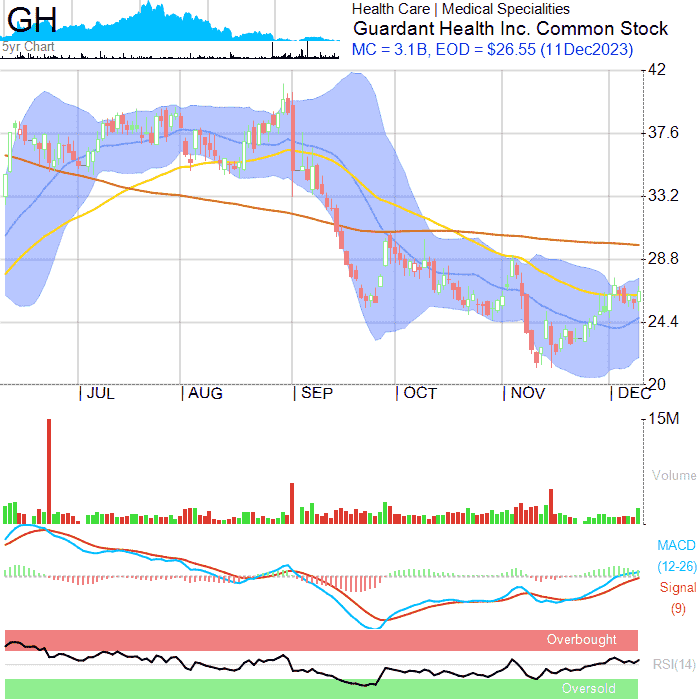 GH
5yr Chart
Health Care | Medical Specialities
Guardant Health Inc. Common Stock
MC = 3.1B, EOD = $26.55 (11Dec2023)
42
37.6
33.2
28.8
24.4
20
JUL AUG SEP OCT NOV DEC
15M
Volume
MACD
(12-26)
Signal
(9)
Overbought
RSI(14)
Oversold